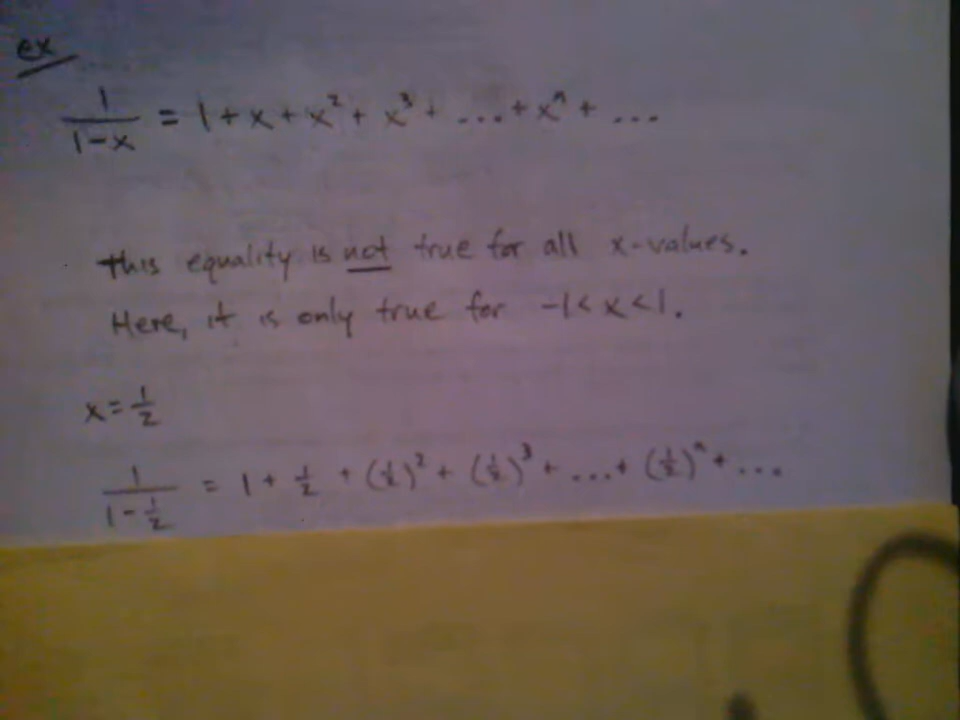 ex
1/(1-x) = 1 + x + x² + x³ + ... + xⁿ + ...
This equality is not true for all x-values.
Here, it is only true for -1 < x < 1.
x = 1/2
1/(1-1/2) = 1 + 1/2 + (1/2)² + (1/2)³ + ... + (1/2)ⁿ + ...